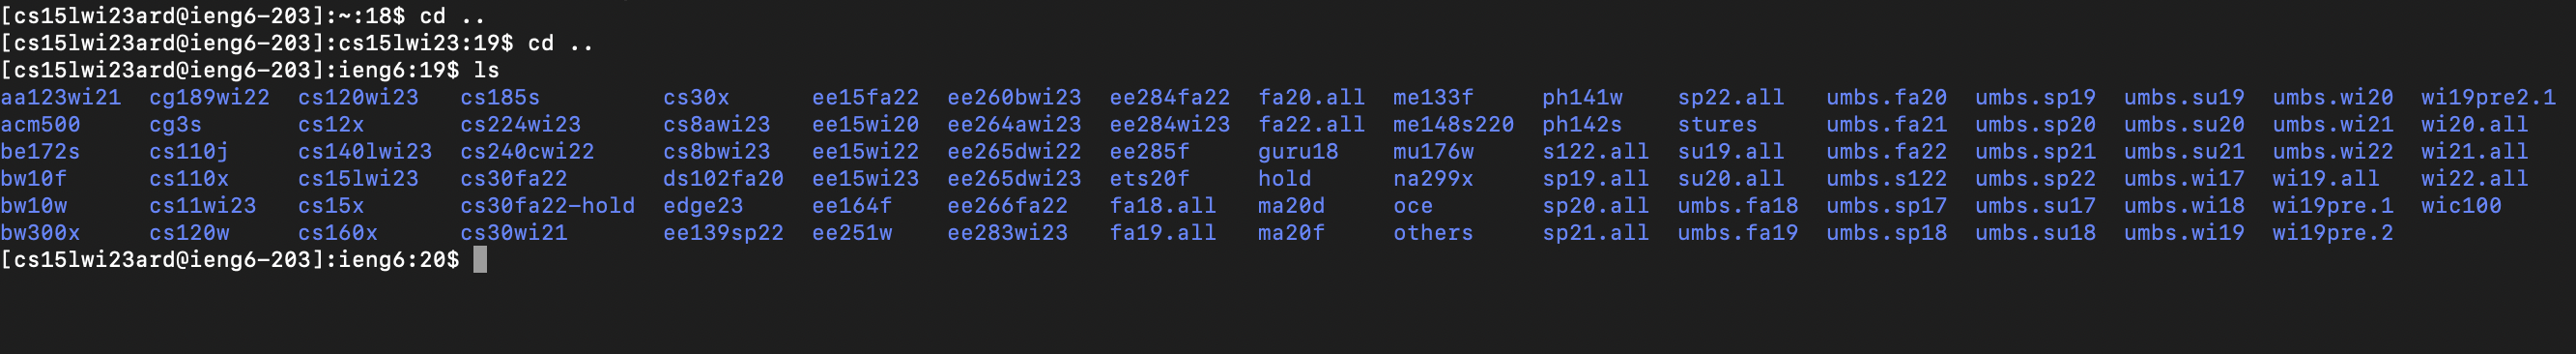 [cs15lwi23ard@ieng6-203]:~:18$ cd ..
[cs15lwi23ard@ieng6-203]:cs15lwi23:19$ cd ..
[cs15lwi23ard@ieng6-203]:ieng6:19$ ls
aa123wi21  cg189wi22  cs120wi23   cs185s         cs30x      ee15fa22  ee260bwi23  ee284fa22  fa20.all  me133f     ph141w    sp22.all   umbs.fa20  umbs.sp19  umbs.su19  umbs.wi20  wi19pre2.1
acm500     cg3s       cs12x       cs224wi23      cs8awi23   ee15wi20  ee264awi23  ee284wi23  fa22.all  me148s220  ph142s    stures     umbs.fa21  umbs.sp20  umbs.su20  umbs.wi21  wi20.all
be172s     cs110j     cs140lwi23  cs240cwi22     cs8bwi23   ee15wi22  ee265dwi22  ee285f     guru18    mu176w     s122.all  su19.all   umbs.fa22  umbs.sp21  umbs.su21  umbs.wi22  wi21.all
bw10f      cs110x     cs15lwi23   cs30fa22       ds102fa20  ee15wi23  ee265dwi23  ets20f     hold      na299x     sp19.all  su20.all   umbs.s122  umbs.sp22  umbs.wi17  wi19.all   wi22.all
bw10w      cs11wi23   cs15x       cs30fa22-hold  edge23     ee164f    ee266fa22   fa18.all   ma20d     oce        sp20.all  umbs.fa18  umbs.sp17  umbs.su17  umbs.wi18  wi19pre.1  wic100
bw300x     cs120w     cs160x      cs30wi21       ee139sp22  ee251w    ee283wi23   fa19.all   ma20f     others     sp21.all  umbs.fa19  umbs.sp18  umbs.su18  umbs.wi19  wi19pre.2
[cs15lwi23ard@ieng6-203]:ieng6:20$